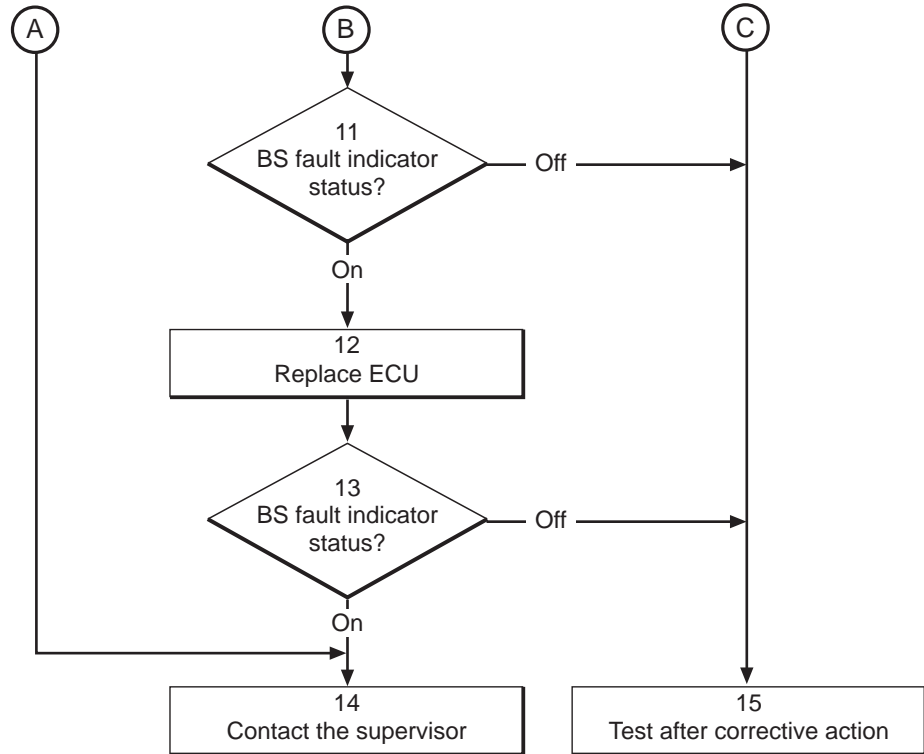 A
B
C
11
BS fault indicator
status?
Off
On
12
Replace ECU
13
BS fault indicator
status?
Off
On
14
Contact the supervisor
15
Test after corrective action